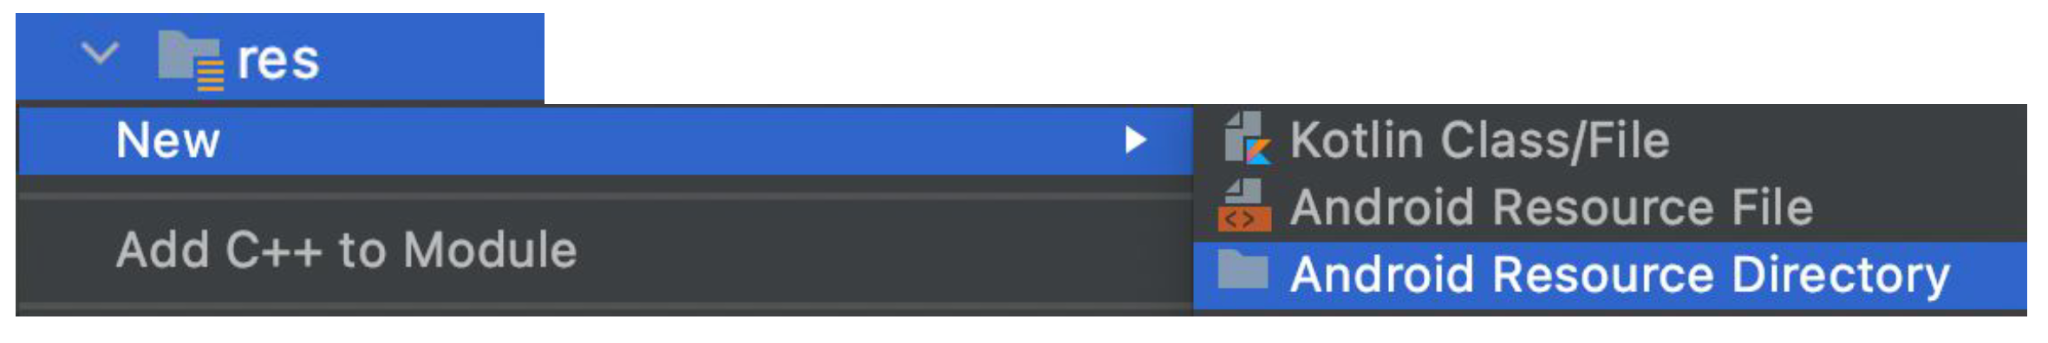 res
New
Add C++ to Module
Kotlin Class/File
Android Resource File
Android Resource Directory